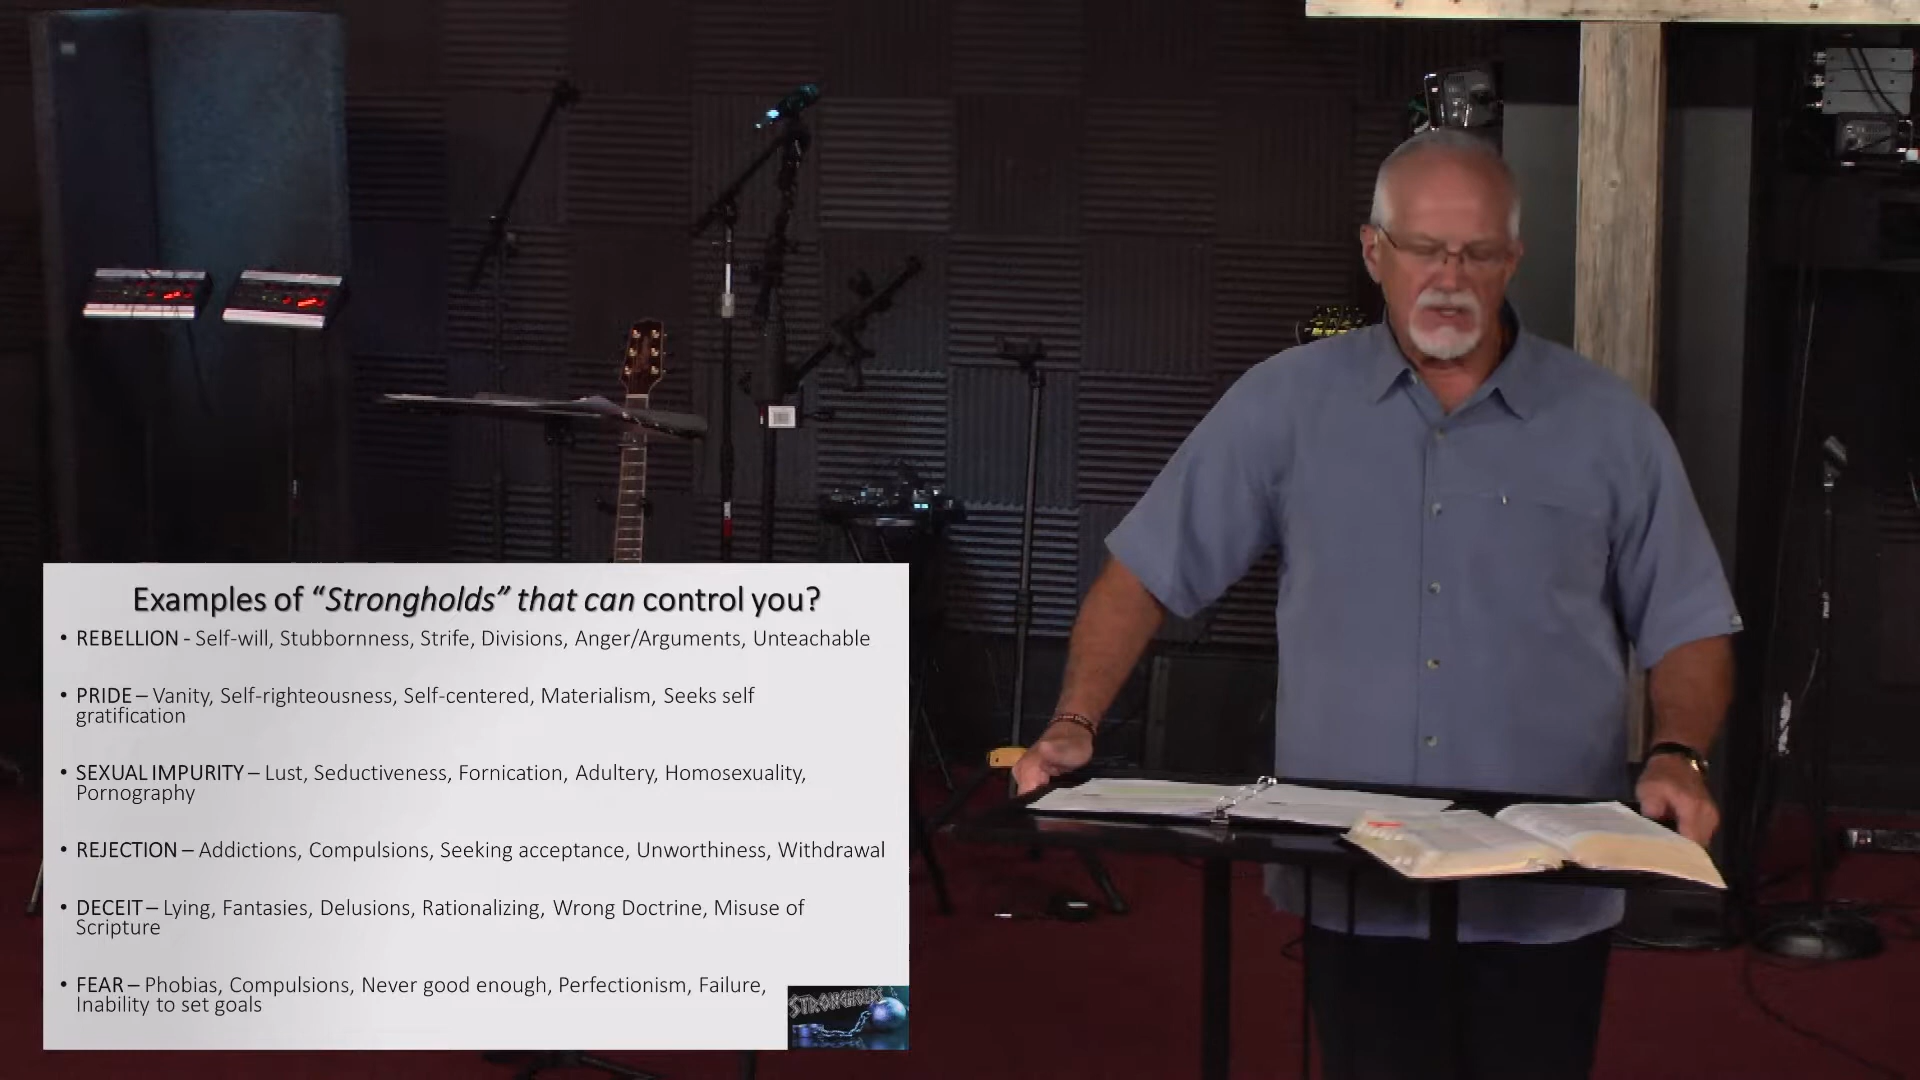 Examples of “Strongholds” that can control you?
• REBELLION - Self-will, Stubbornness, Strife, Divisions, Anger/Arguments, Unteachable
• PRIDE – Vanity, Self-righteousness, Self-centered, Materialism, Seeks self
gratification
• SEXUAL IMPURITY – Lust, Seductiveness, Fornication, Adultery, Homosexuality,
Pornography
• REJECTION – Addictions, Compulsions, Seeking acceptance, Unworthiness, Withdrawal
• DECEIT – Lying, Fantasies, Delusions, Rationalizing, Wrong Doctrine, Misuse of
Scripture
• FEAR – Phobias, Compulsions, Never good enough, Perfectionism, Failure,
Inability to set goals
STRONGHOLDS